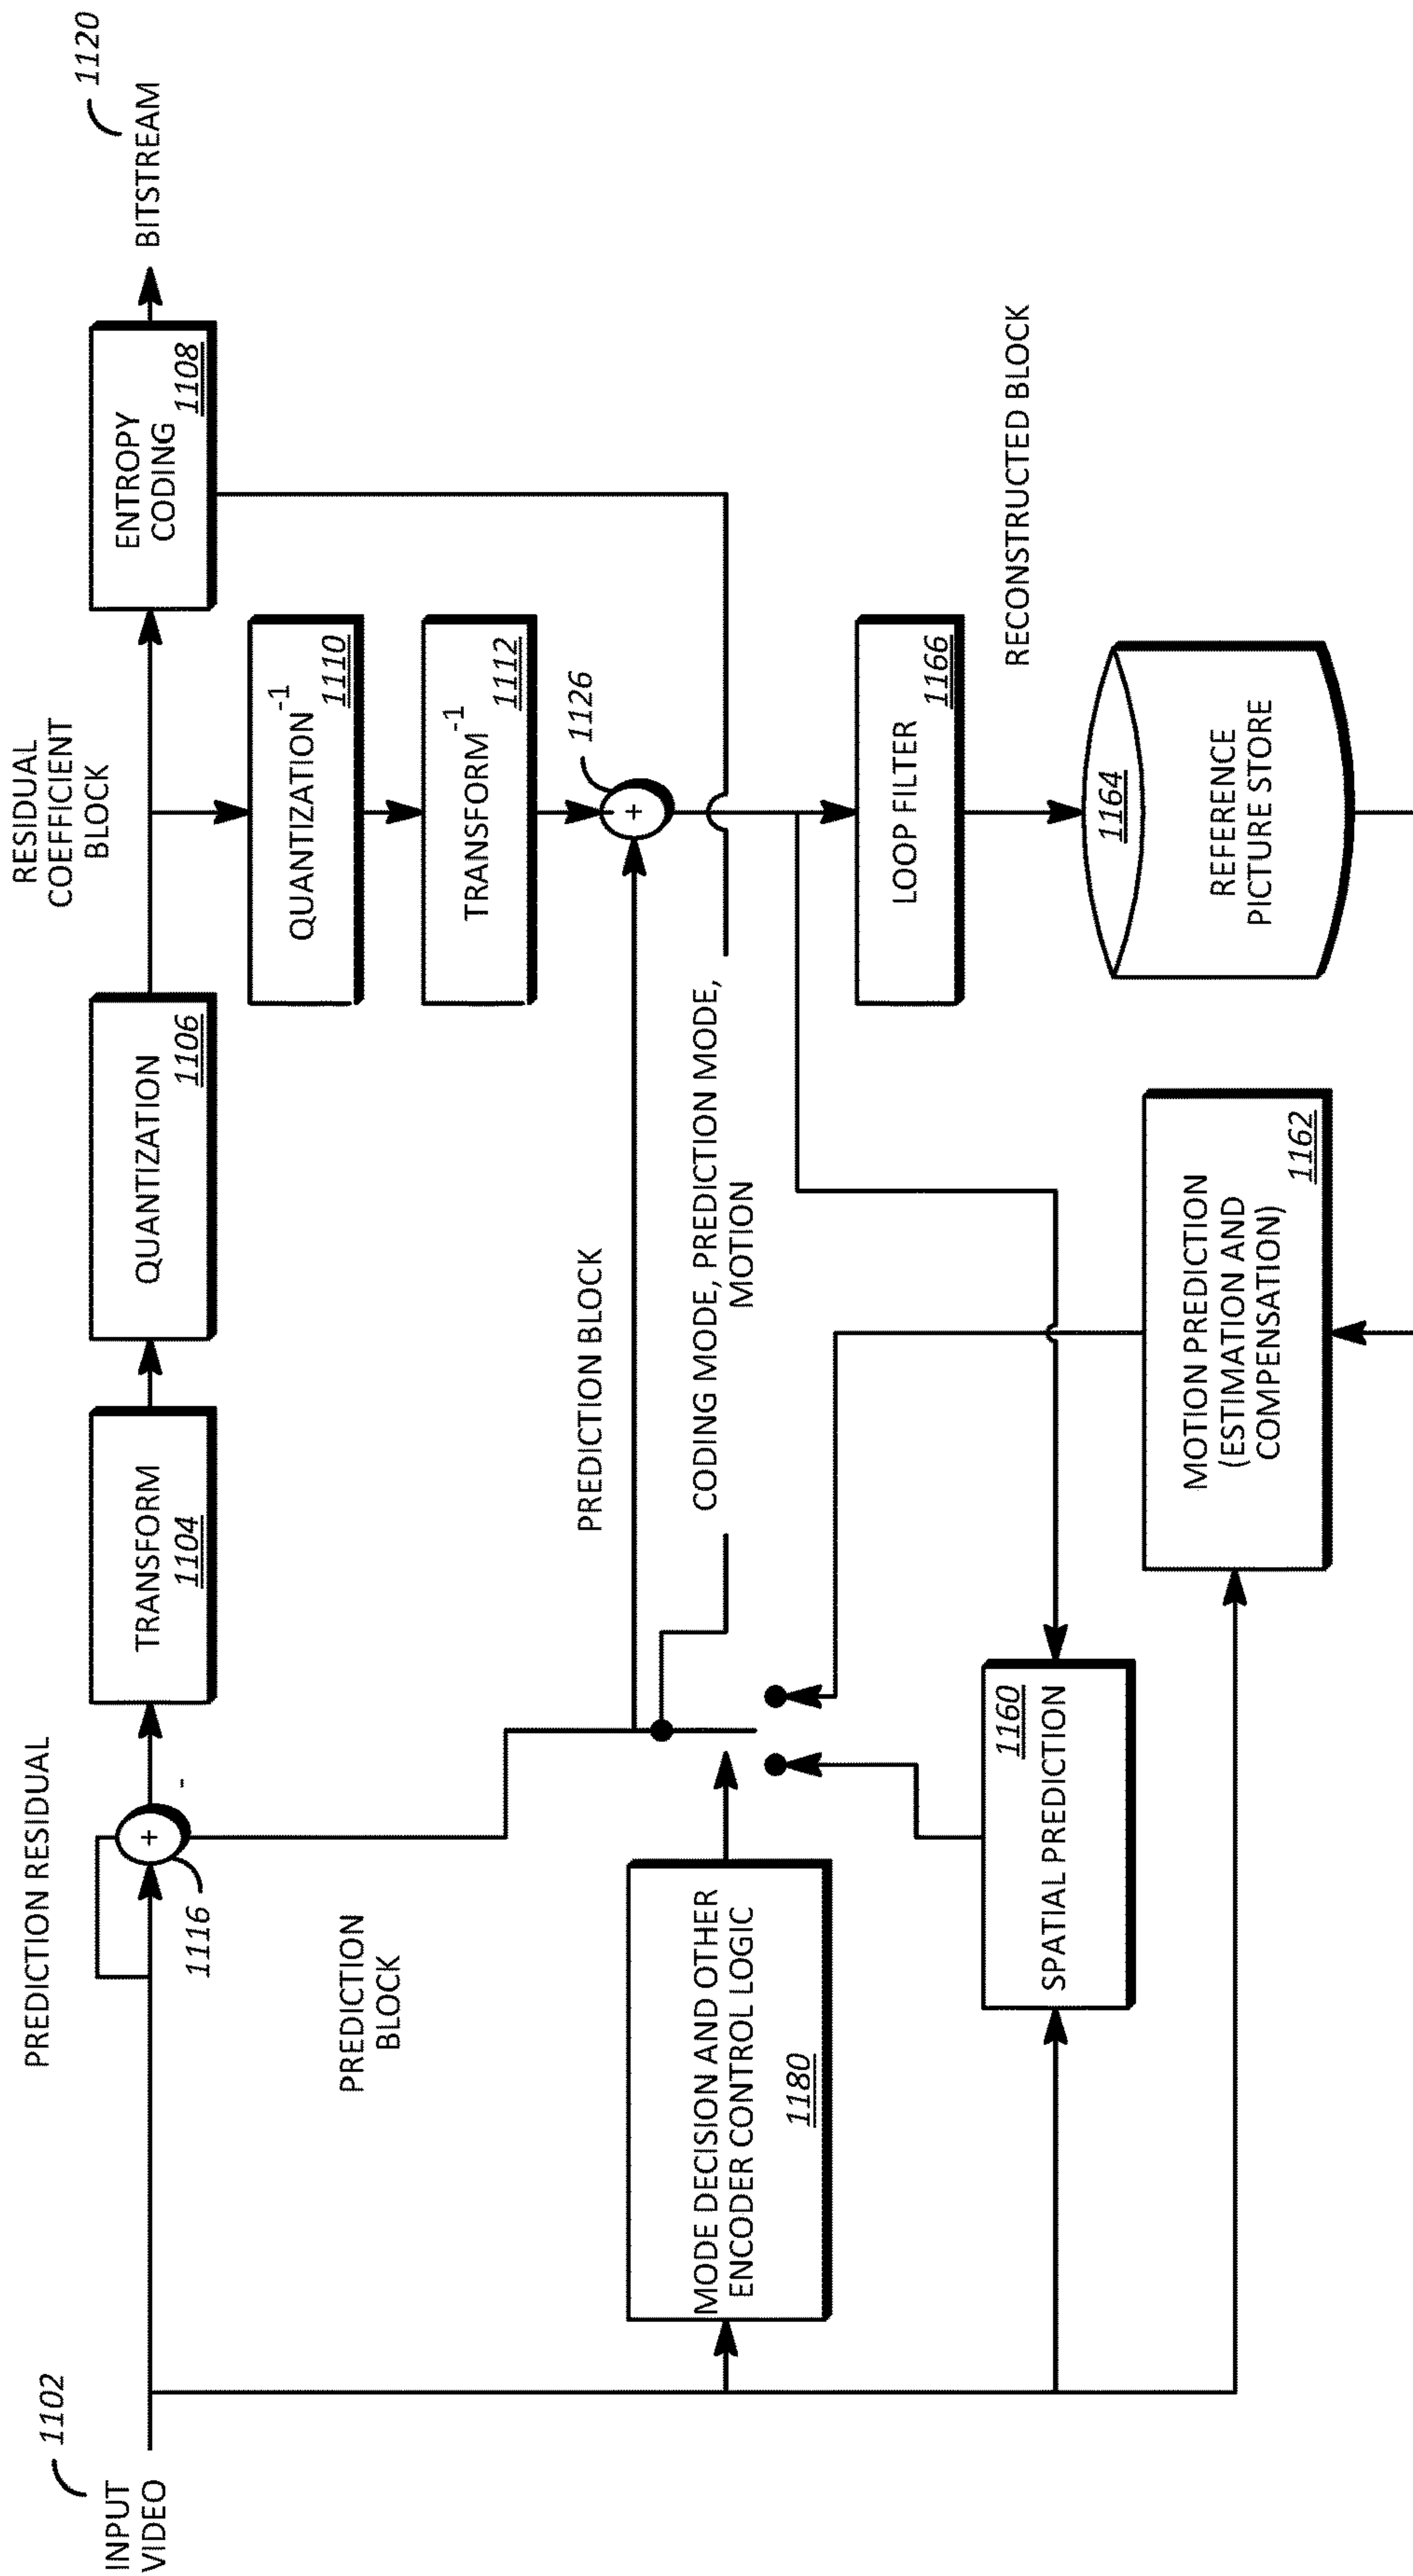 1102
INPUT
VIDEO
PREDICTION RESIDUAL
+
-
1116
TRANSFORM
1104
QUANTIZATION
1106
RESIDUAL
COEFFICIENT
BLOCK
ENTROPY
CODING
1108
BITSTREAM
1120
PREDICTION
BLOCK
QUANTIZATION-1
1110
TRANSFORM-1
1112
1126
+
PREDICTION BLOCK
CODING MODE, PREDICTION MODE,
MOTION
MODE DECISION AND OTHER
ENCODER CONTROL LOGIC
1180
SPATIAL PREDICTION
1160
MOTION PREDICTION
(ESTIMATION AND
COMPENSATION)
1162
LOOP FILTER
1166
RECONSTRUCTED BLOCK
1164
REFERENCE
PICTURE STORE